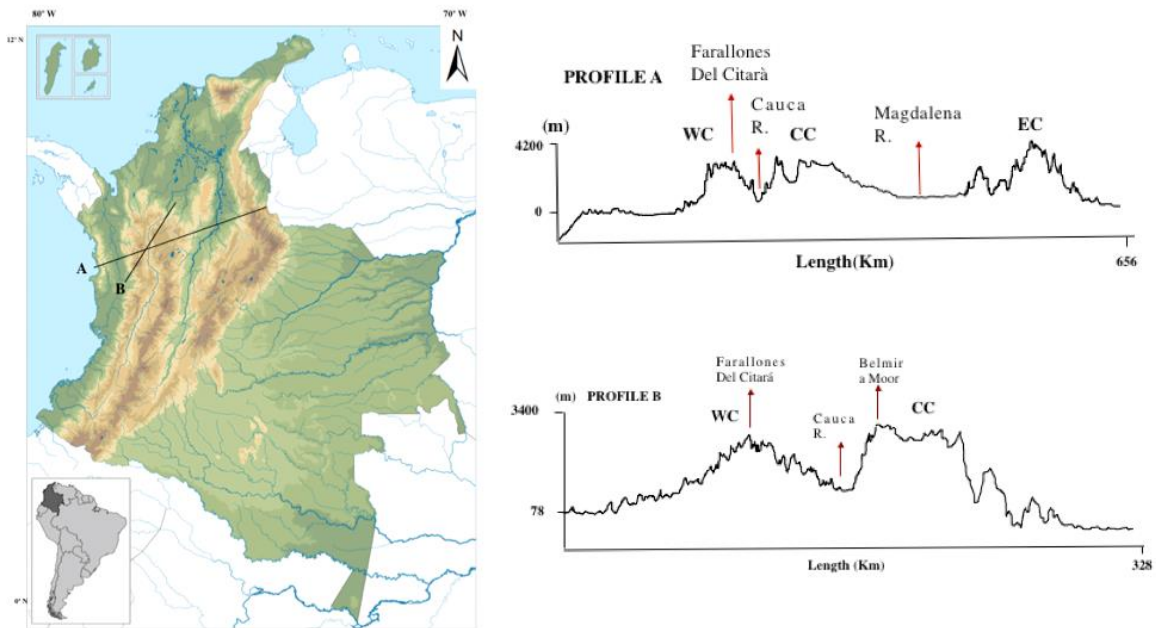 80° W
70° W
12° N
N
A
B
0° N
PROFILE A
Farallones
Del Citarà
Cauca
R.
Magdalena
R.
(m)
WC
CC
EC
4200
0
Length(Km)
656
Farallones
Del Citará
Belmir
a Moor
3400
(m)
PROFILE B
WC
Cauca
R.
CC
78
Length (Km)
328